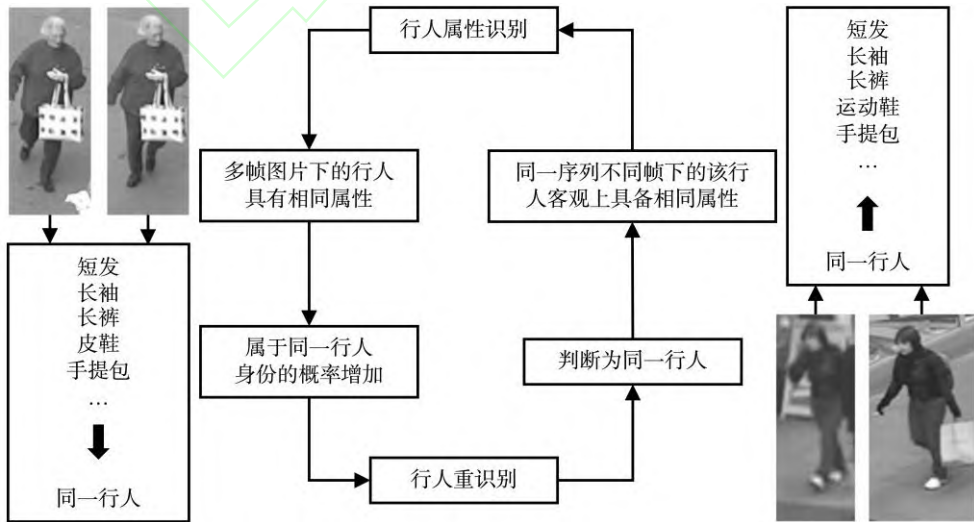 行人属性识别
多帧图片下的行人
具有相同属性
属于同一行人
身份的概率增加
行人重识别
判断为同一行人
同一序列不同帧下的该行
人客观上具备相同属性
短发
长袖
长裤
皮鞋
手提包
…
同一行人
短发
长袖
长裤
运动鞋
手提包
…
同一行人